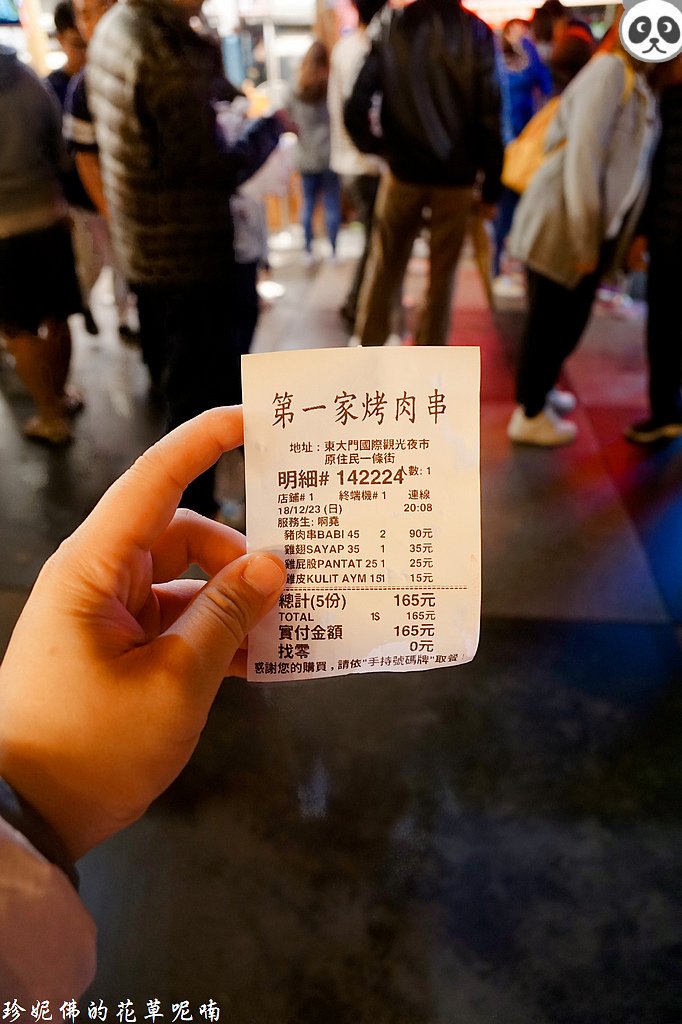 第一家烤肉串
地址：東大門國際觀光夜市
原住民一條街
明細# 142224 人數: 1
店鋪# 1 終端機# 1 連線
18/12/23 (日) 20:08
服務生: 啊堯
豬肉串BABI 45 2 90元
雞翅SAYAP 35 1 35元
雞屁股PANTAT 25 1 25元
雞皮KULIT AYM 15 1 15元
總計(5份) 165元
TOTAL 1S 165元
實付金額 165元
找零 0元
感謝您的購買，請依"手持號碼牌"取餐
珍妮佛的花草呢喃